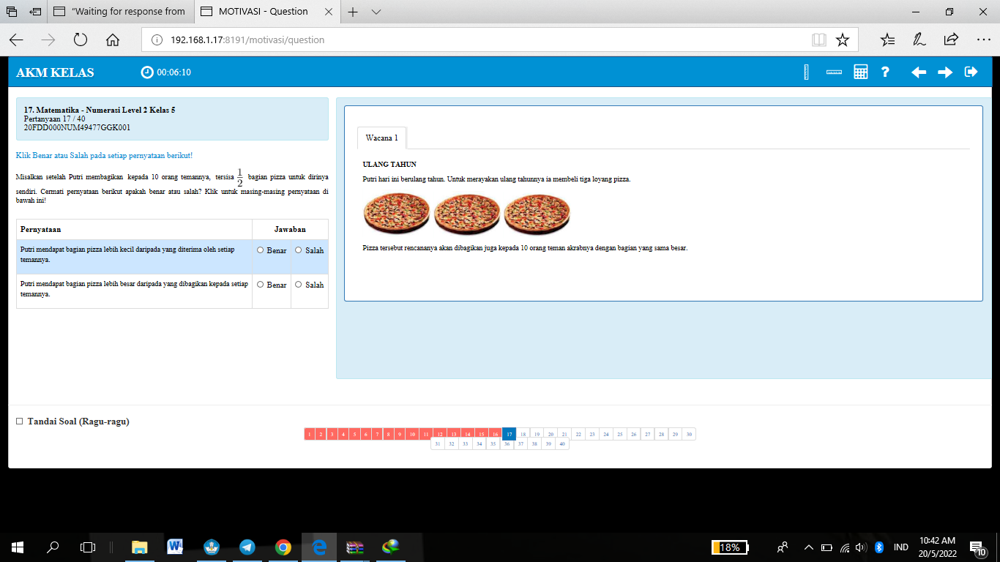 "Waiting for response from
MOTIVASI - Question
192.168.1.17:8191/motivasi/question
AKM KELAS
00:06:10
?
17. Matematika - Numerasi Level 2 Kelas 5
Pertanyaan 17 / 40
20FDD000NUM49477GGK001
Klik Benar atau Salah pada setiap pernyataan berikut!
Misalkan setelah Putri membagikan kepada 10 orang temannya, tersisa 1/2 bagian pizza untuk dirinya
sendiri. Cermati pernyataan berikut apakah benar atau salah? Klik untuk masing-masing pernyataan di
bawah ini!
Pernyataan Jawaban
Putri mendapat bagian pizza lebih kecil daripada yang diterima oleh setiap
temannya.
Benar Salah
Putri mendapat bagian pizza lebih besar daripada yang dibagikan kepada setiap
temannya.
Benar Salah
Wacana 1
ULANG TAHUN
Putri hari ini berulang tahun. Untuk merayakan ulang tahunnya ia membeli tiga loyang pizza.
Pizza tersebut rencananya akan dibagikan juga kepada 10 orang teman akrabnya dengan bagian yang sama besar.
Tandai Soal (Ragu-ragu)
1 2 3 4 5 6 7 8 9 10 11 12 13 14 15 16 17 18 19 20 21 22 23 24 25 26 27 28 29 30
31 32 33 34 35 36 37 38 39 40
18%
IND
10:42 AM
20/5/2022
10